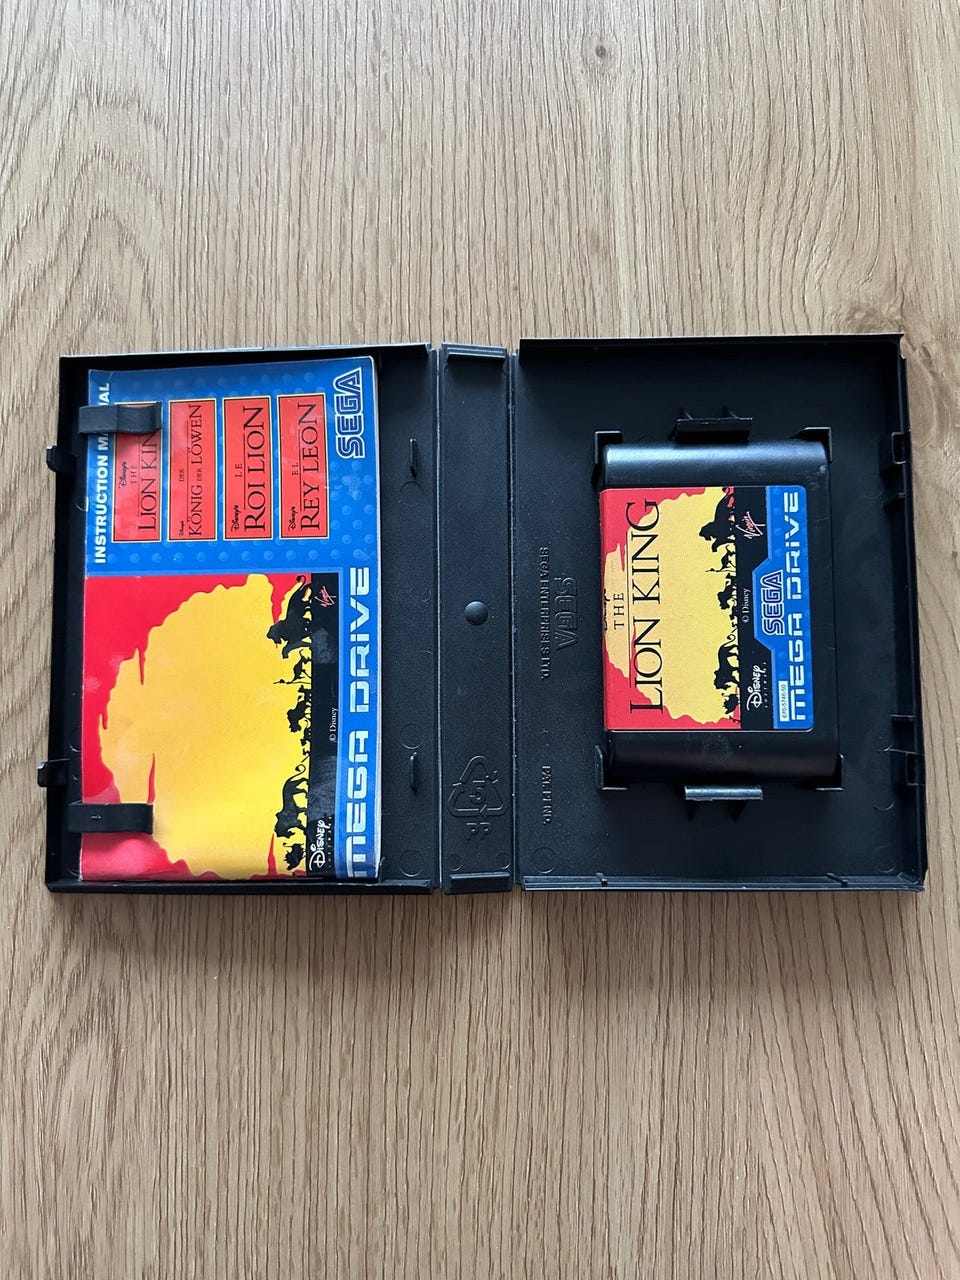 INSTRUCTION MANUAL
Disney's
THE
LION KING
Disney's
DER
KÖNIG DER LÖWEN
Disney's
LE
ROI LION
Disney's
EL
REY LEON
SEGA
© Disney
Virgin
DISNEY
MEGA DRIVE
SEGA ENTERPRISES LTD.
SEGA
PP
THE
LION KING
© Disney
Virgin
DISNEY
SEGA
MEGA DRIVE